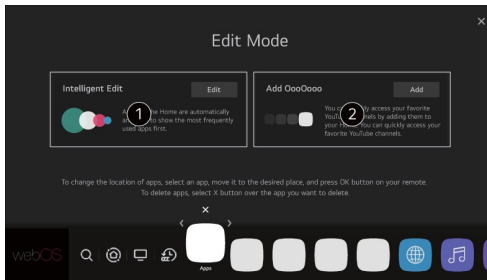 Edit Mode
Intelligent Edit
Edit
1
the Home are automatically
to show the most frequently
used apps first.
Add OooOooo
Add
2
You can access your favorite
YouTube channels by adding them to
your Home. You can quickly access your
favorite YouTube channels.
To change the location of apps, select an app, move it to the desired place, and press OK button on your remote.
To delete apps, select X button over the app you want to delete.
webOS
Apps